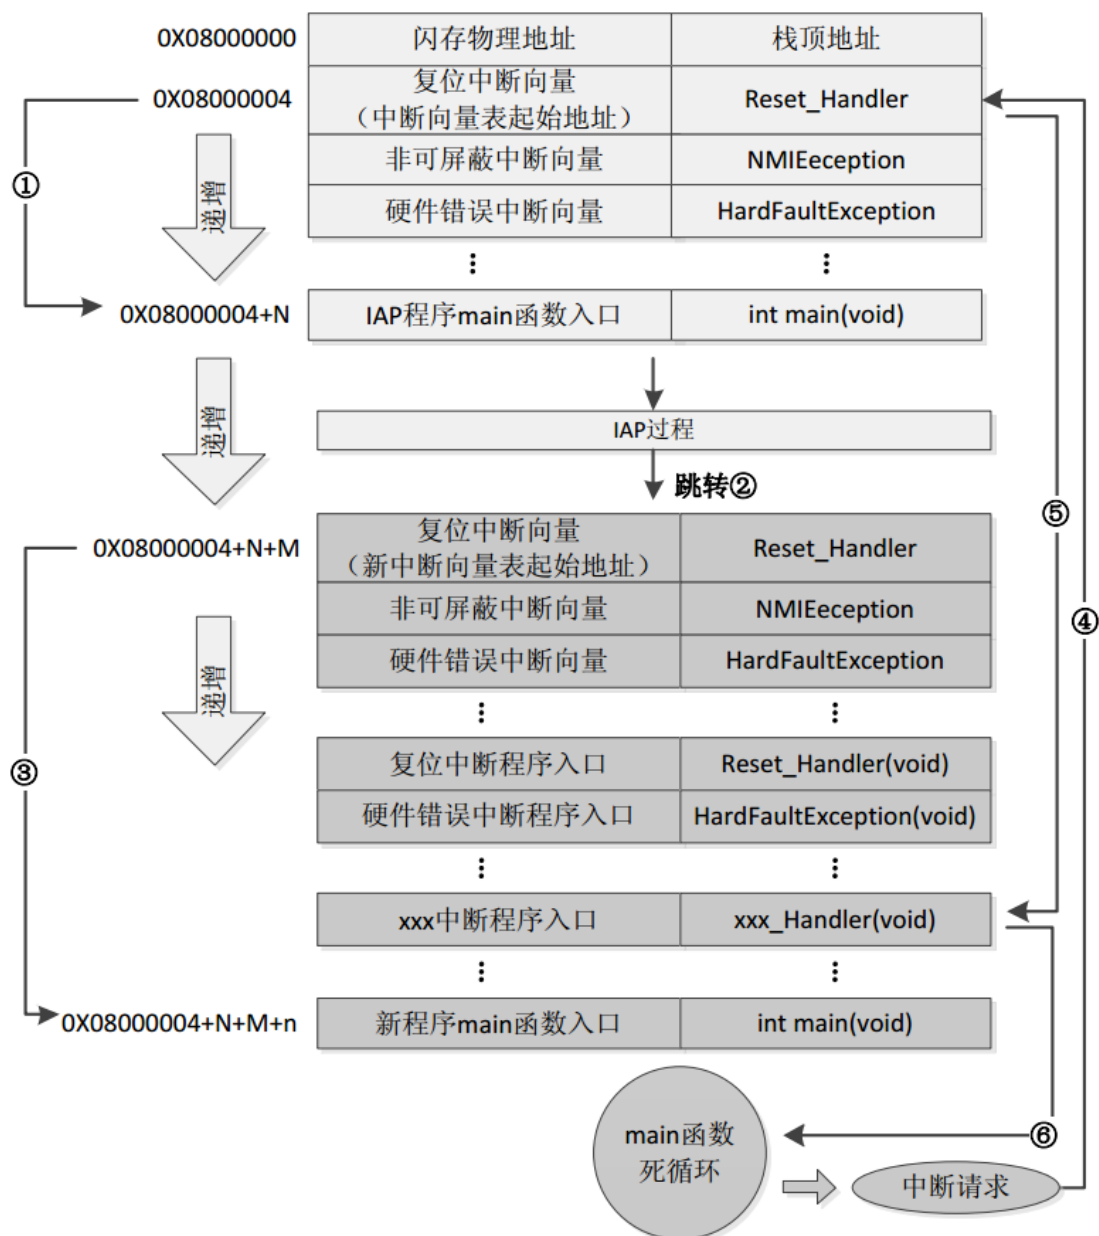 0X08000000
闪存物理地址
栈顶地址
0X08000004
复位中断向量
（中断向量表起始地址）
Reset_Handler
非可屏蔽中断向量
NMIEeception
①
递增
硬件错误中断向量
HardFaultException
0X08000004+N
IAP程序main函数入口
int main(void)
递增
IAP过程
跳转②
⑤
0X08000004+N+M
复位中断向量
（新中断向量表起始地址）
Reset_Handler
非可屏蔽中断向量
NMIEeception
④
递增
硬件错误中断向量
HardFaultException
③
复位中断程序入口
Reset_Handler(void)
硬件错误中断程序入口
HardFaultException(void)
xxx中断程序入口
xxx_Handler(void)
0X08000004+N+M+n
新程序main函数入口
int main(void)
main函数
死循环
⑥
中断请求